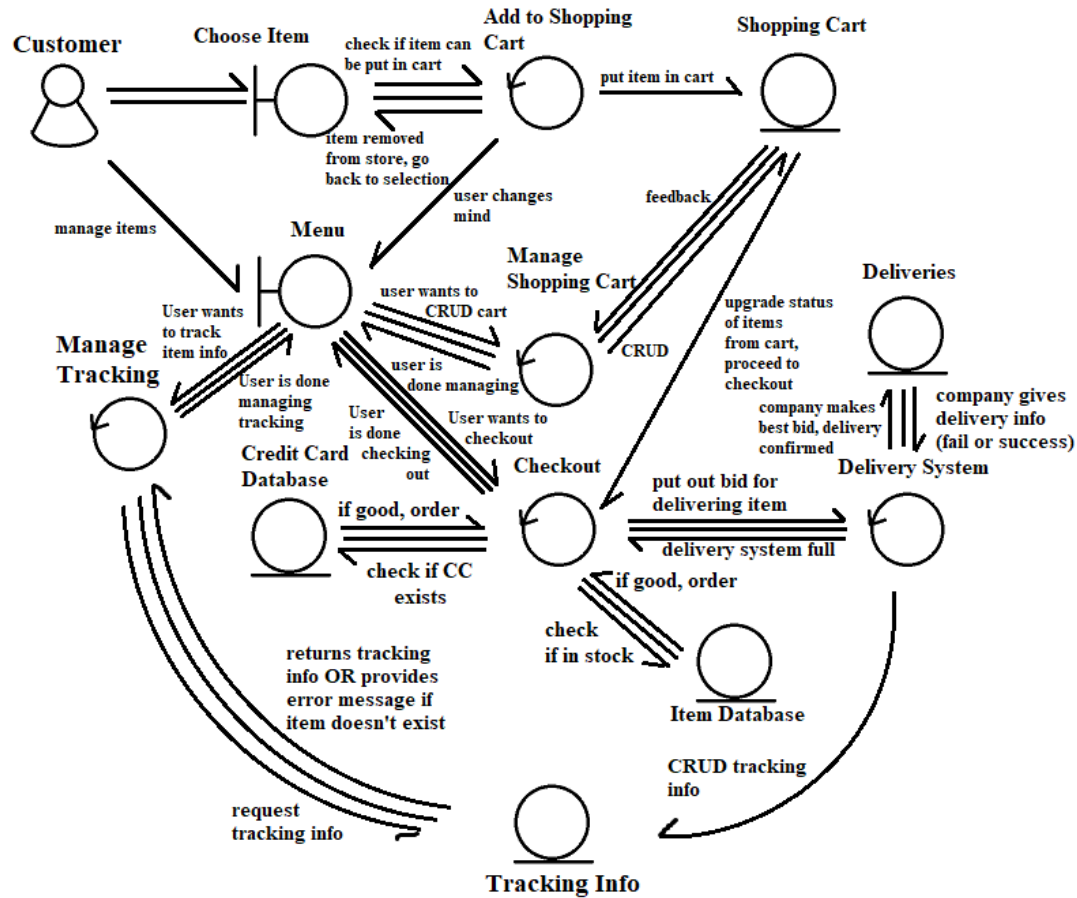 Customer
Choose Item
check if item can
be put in cart
Add to Shopping
Cart
Shopping Cart
put item in cart
item removed
from store, go
back to selection
user changes
mind
feedback
manage items
Menu
Manage
Shopping Cart
Deliveries
User wants
to track
item info
user wants to
CRUD cart
upgrade status
of items
from cart,
proceed to
checkout
CRUD
Manage
Tracking
user is
done managing
User is done
managing
tracking
User
is done
checking
out
User wants to
checkout
company makes
best bid, delivery
confirmed
company gives
delivery info
(fail or success)
Credit Card
Database
Checkout
Delivery System
if good, order
put out bid for
delivering item
delivery system full
check if CC
exists
if good, order
check
if in stock
returns tracking
info OR provides
error message if
item doesn't exist
Item Database
CRUD tracking
info
request
tracking info
Tracking Info